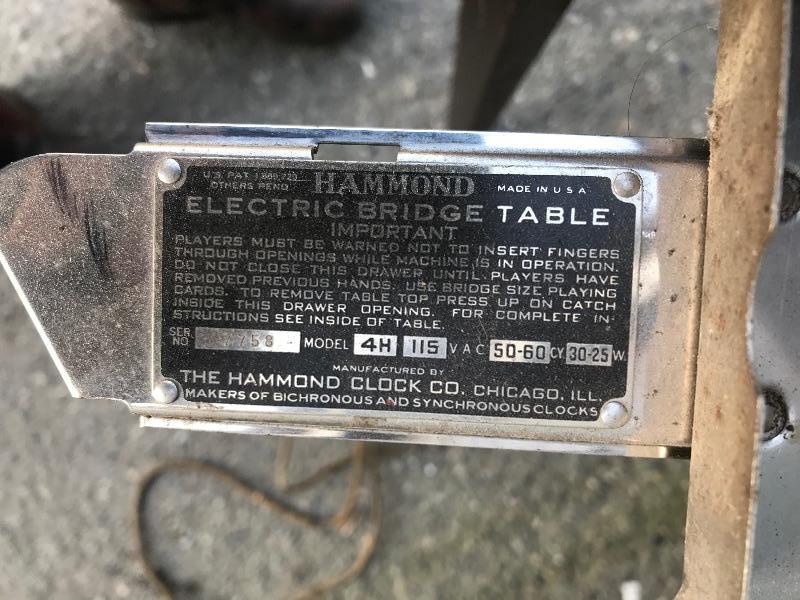 U.S. PAT.
OTHERS PEND.
HAMMOND
MADE IN U S A
ELECTRIC BRIDGE TABLE
IMPORTANT
PLAYERS MUST BE WARNED NOT TO INSERT FINGERS
THROUGH OPENINGS WHILE MACHINE IS IN OPERATION.
DO NOT CLOSE THIS DRAWER UNTIL PLAYERS HAVE
REMOVED PREVIOUS HANDS. USE BRIDGE SIZE PLAYING
CARDS. TO REMOVE TABLE TOP PRESS UP ON CATCH
INSIDE THIS DRAWER OPENING. FOR COMPLETE IN-
STRUCTIONS SEE INSIDE OF TABLE.
SER. NO MODEL 4H 115 V A C 50-60 CY. 30-25 W.
MANUFACTURED BY
THE HAMMOND CLOCK CO. CHICAGO, ILL.
MAKERS OF BICHRONOUS AND SYNCHRONOUS CLOCKS